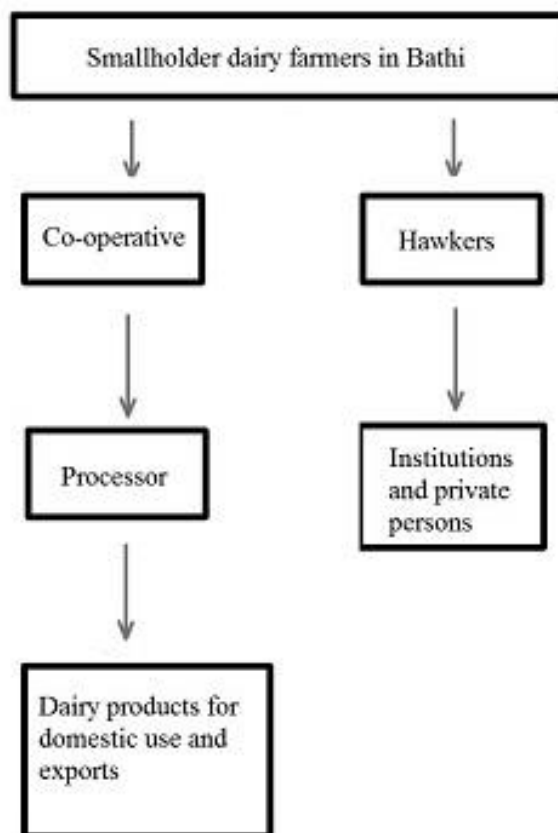 Smallholder dairy farmers in Bathi
Co-operative
Hawkers
Processor
Institutions
and private
persons
Dairy products for
domestic use and
exports